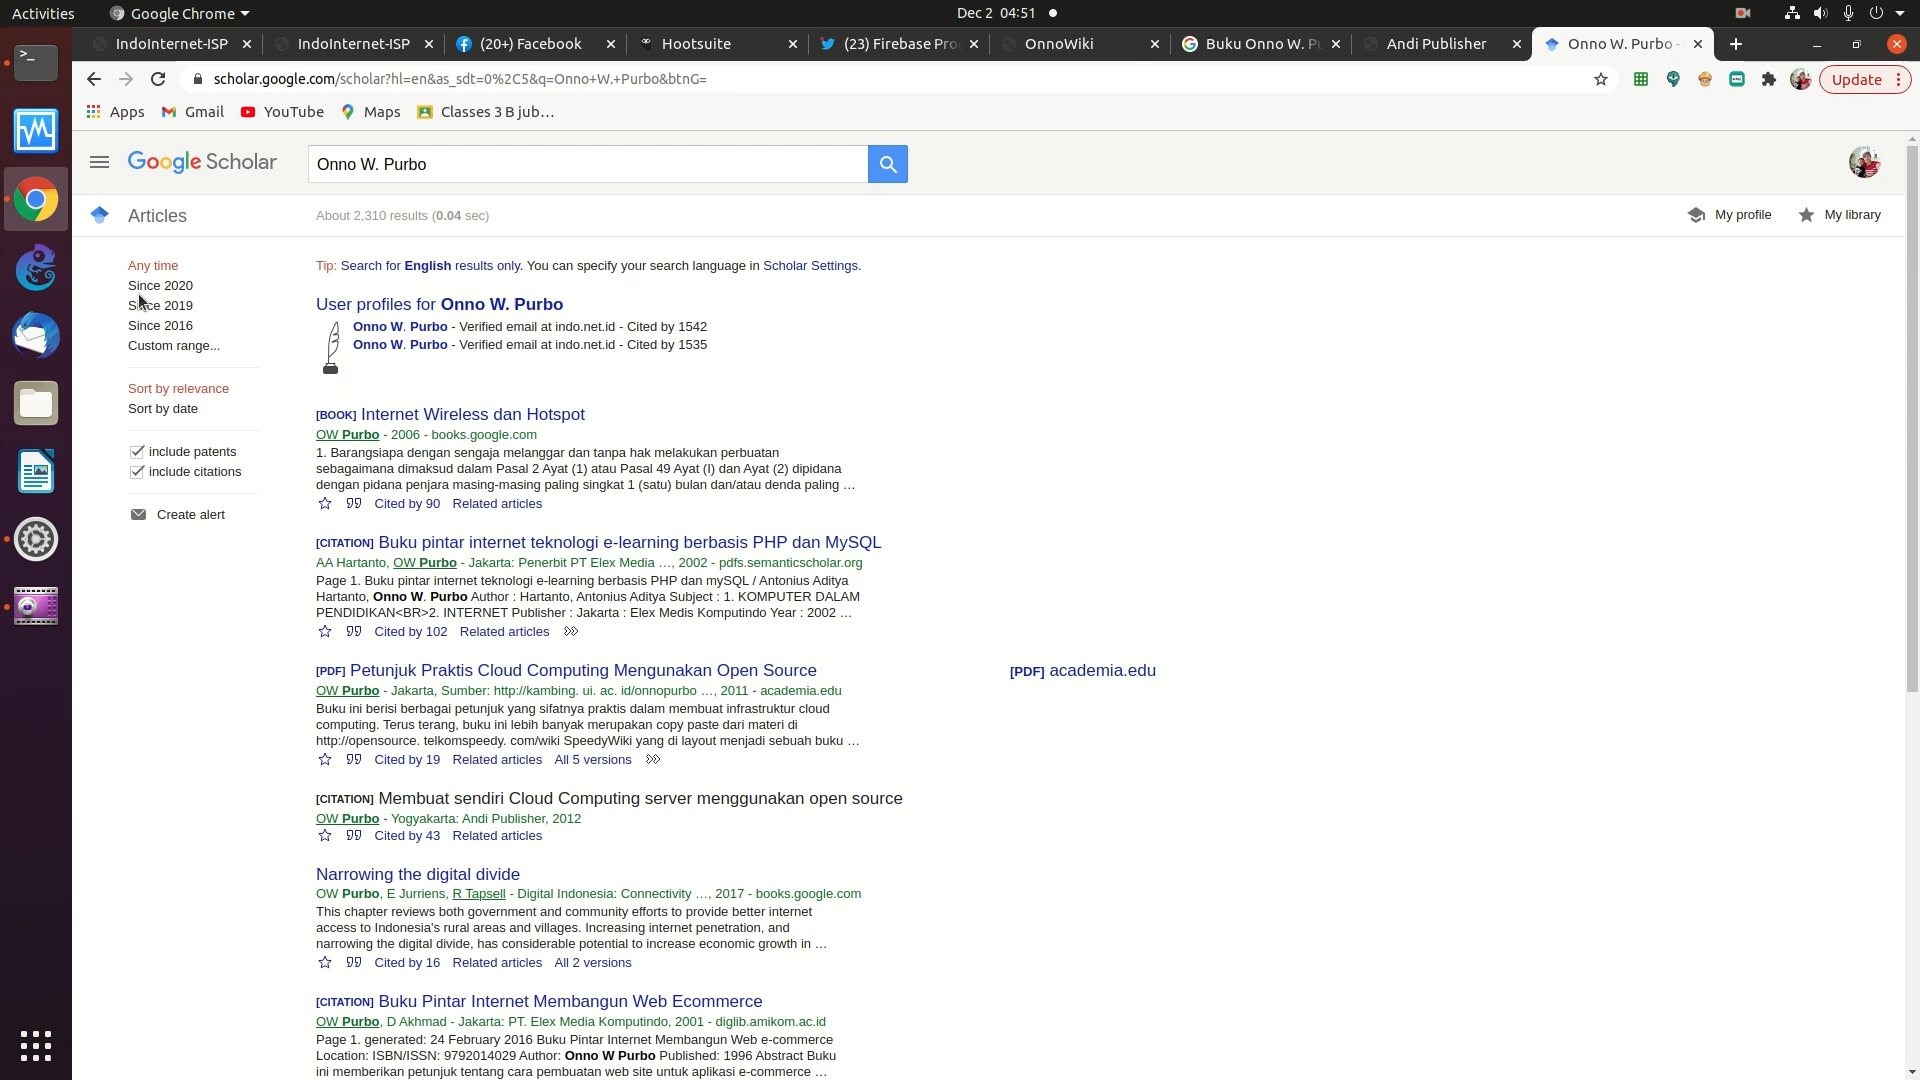 Activities
Google Chrome
Dec 2 04:51
IndoInternet-ISP
IndoInternet-ISP
(20+) Facebook
Hootsuite
(23) Firebase Pro
OnnoWiki
Buku Onno W. P
Andi Publisher
Onno W. Purbo -
scholar.google.com/scholar?hl=en&as_sdt=0%2C5&q=Onno+W.+Purbo&btnG=
Update
Apps
Gmail
YouTube
Maps
Classes 3 B jub...
Google Scholar
Onno W. Purbo
Articles
About 2,310 results (0.04 sec)
My profile
My library
Any time
Since 2020
Since 2019
Since 2016
Custom range...
Sort by relevance
Sort by date
include patents
include citations
Create alert
Tip: Search for English results only. You can specify your search language in Scholar Settings.
User profiles for Onno W. Purbo
Onno W. Purbo - Verified email at indo.net.id - Cited by 1542
Onno W. Purbo - Verified email at indo.net.id - Cited by 1535
[BOOK] Internet Wireless dan Hotspot
OW Purbo - 2006 - books.google.com
1. Barangsiapa dengan sengaja melanggar dan tanpa hak melakukan perbuatan
sebagaimana dimaksud dalam Pasal 2 Ayat (1) atau Pasal 49 Ayat (l) dan Ayat (2) dipidana
dengan pidana penjara masing-masing paling singkat 1 (satu) bulan dan/atau denda paling ...
Cited by 90 Related articles
[CITATION] Buku pintar internet teknologi e-learning berbasis PHP dan MySQL
AA Hartanto, OW Purbo - Jakarta: Penerbit PT Elex Media ..., 2002 - pdfs.semanticscholar.org
Page 1. Buku pintar internet teknologi e-learning berbasis PHP dan mySQL / Antonius Aditya
Hartanto, Onno W. Purbo Author : Hartanto, Antonius Aditya Subject : 1. KOMPUTER DALAM
PENDIDIKAN<BR>2. INTERNET Publisher : Jakarta : Elex Medis Komputindo Year : 2002 ...
Cited by 102 Related articles
[PDF] Petunjuk Praktis Cloud Computing Mengunakan Open Source
[PDF] academia.edu
OW Purbo - Jakarta, Sumber: http://kambing. ui. ac. id/onnopurbo ..., 2011 - academia.edu
Buku ini berisi berbagai petunjuk yang sifatnya praktis dalam membuat infrastruktur cloud
computing. Terus terang, buku ini lebih banyak merupakan copy paste dari materi di
http://opensource. telkomspeedy. com/wiki SpeedyWiki yang di layout menjadi sebuah buku ...
Cited by 19 Related articles All 5 versions
[CITATION] Membuat sendiri Cloud Computing server menggunakan open source
OW Purbo - Yogyakarta: Andi Publisher, 2012
Cited by 43 Related articles
Narrowing the digital divide
OW Purbo, E Jurriens, R Tapsell - Digital Indonesia: Connectivity ..., 2017 - books.google.com
This chapter reviews both government and community efforts to provide better internet
access to Indonesia's rural areas and villages. Increasing internet penetration, and
narrowing the digital divide, has considerable potential to increase economic growth in ...
Cited by 16 Related articles All 2 versions
[CITATION] Buku Pintar Internet Membangun Web Ecommerce
OW Purbo, D Akhmad - Jakarta: PT. Elex Media Komputindo, 2001 - diglib.amikom.ac.id
Page 1. generated: 24 February 2016 Buku Pintar Internet Membangun Web e-commerce
Location: ISBN/ISSN: 9792014029 Author: Onno W Purbo Published: 1996 Abstract Buku
ini memberikan petunjuk tentang cara pembuatan web site untuk aplikasi e-commerce ...